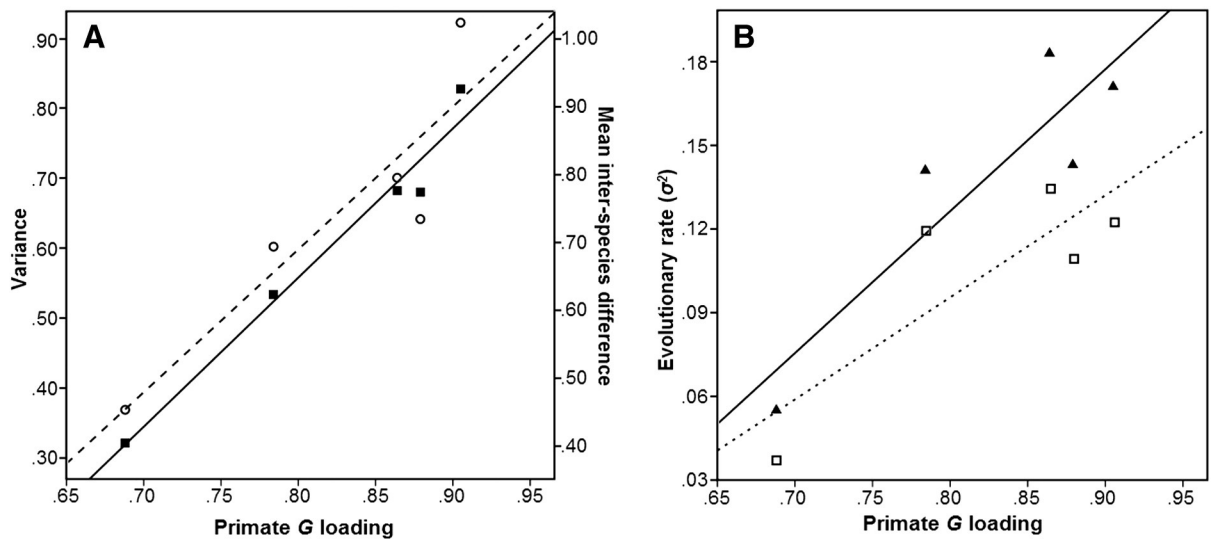 A
.90
.80
.70
.60
.50
.40
.30
Variance
1.00
.90
.80
.70
.60
.50
.40
Mean inter-species difference
.65 .70 .75 .80 .85 .90 .95
Primate G loading
B
.18
.15
.12
.09
.06
.03
Evolutionary rate (σ²)
.65 .70 .75 .80 .85 .90 .95
Primate G loading